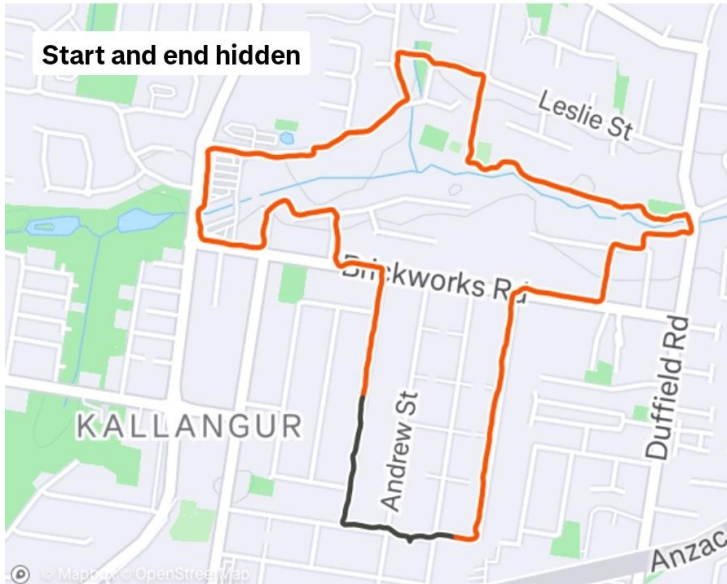 Start and end hidden
Leslie St
Brickworks Rd
Duffield Rd
KALLANGUR
Andrew St
Anzac
© Mapbox © OpenStreetMap